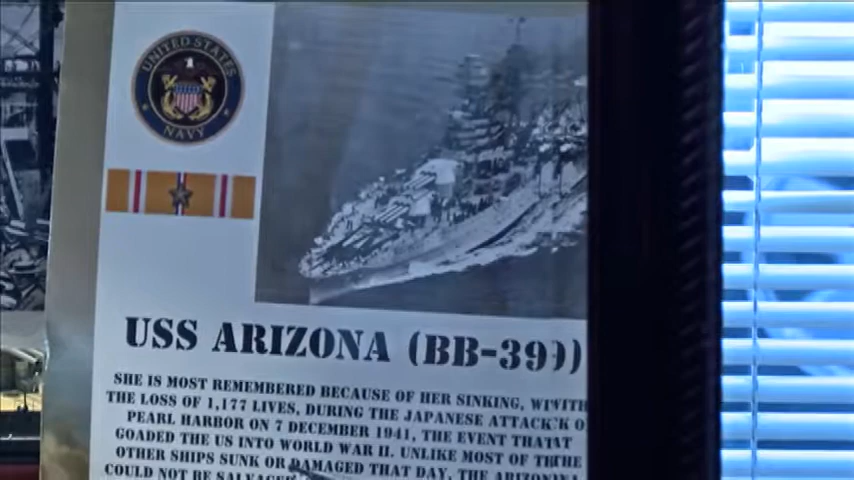 UNITED STATES
NAVY
USS ARIZONA (BB-39)
SHE IS MOST REMEMBERED BECAUSE OF HER SINKING, WITH
THE LOSS OF 1,177 LIVES, DURING THE JAPANESE ATTACK O
PEARL HARBOR ON 7 DECEMBER 1941, THE EVENT THAT
GOADED THE US INTO WORLD WAR II. UNLIKE MOST OF THE
OTHER SHIPS SUNK OR DAMAGED THAT DAY, THE ARIZONA
COULD NOT BE SALVAGED